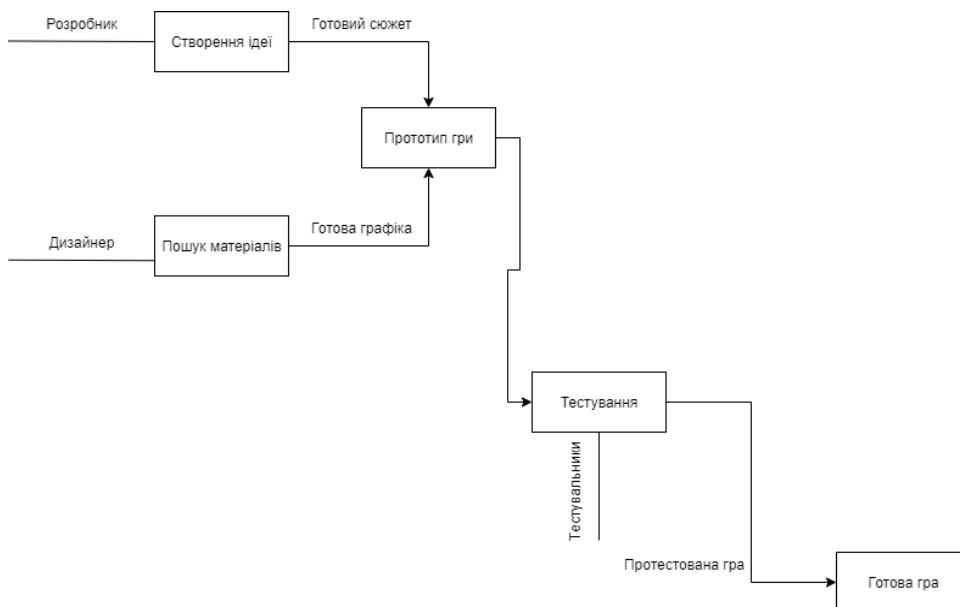 Розробник
Створення ідеї
Готовий сюжет
Прототип гри
Дизайнер
Пошук матеріалів
Готова графіка
Тестування
Тестувальники
Протестована гра
Готова гра